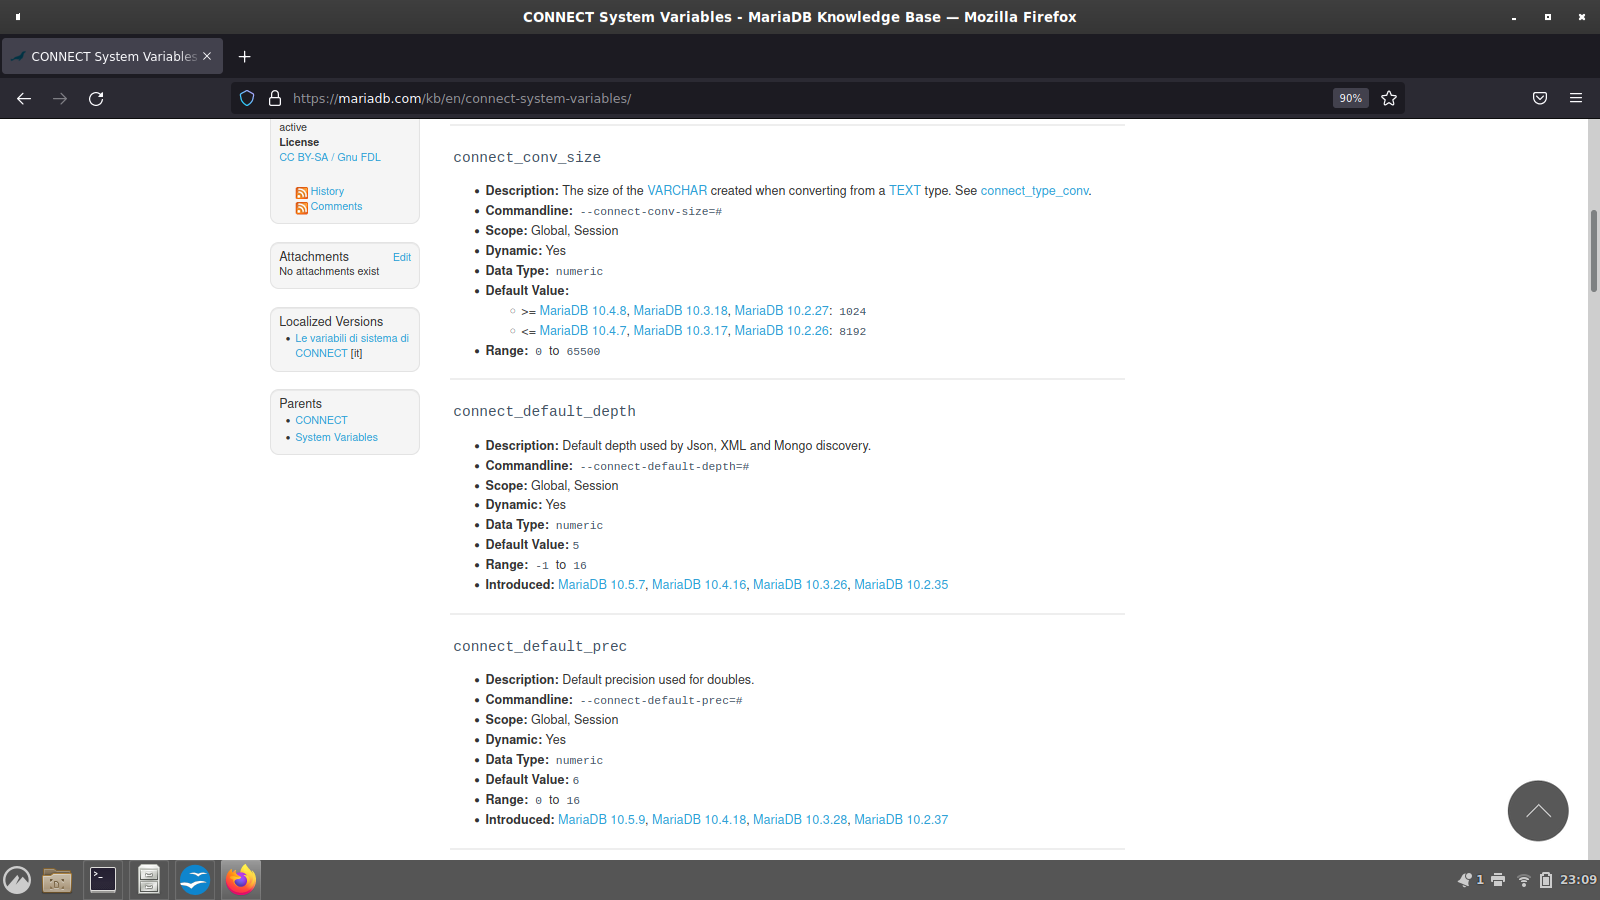 CONNECT System Variables - MariaDB Knowledge Base — Mozilla Firefox
CONNECT System Variables
https://mariadb.com/kb/en/connect-system-variables/
90%
active
License
CC BY-SA / Gnu FDL
History
Comments
Attachments Edit
No attachments exist
Localized Versions
Le variabili di sistema di
CONNECT [it]
Parents
CONNECT
System Variables
connect_conv_size
Description: The size of the VARCHAR created when converting from a TEXT type. See connect_type_conv.
Commandline: --connect-conv-size=#
Scope: Global, Session
Dynamic: Yes
Data Type: numeric
Default Value:
>= MariaDB 10.4.8, MariaDB 10.3.18, MariaDB 10.2.27: 1024
<= MariaDB 10.4.7, MariaDB 10.3.17, MariaDB 10.2.26: 8192
Range: 0 to 65500
connect_default_depth
Description: Default depth used by Json, XML and Mongo discovery.
Commandline: --connect-default-depth=#
Scope: Global, Session
Dynamic: Yes
Data Type: numeric
Default Value: 5
Range: -1 to 16
Introduced: MariaDB 10.5.7, MariaDB 10.4.16, MariaDB 10.3.26, MariaDB 10.2.35
connect_default_prec
Description: Default precision used for doubles.
Commandline: --connect-default-prec=#
Scope: Global, Session
Dynamic: Yes
Data Type: numeric
Default Value: 6
Range: 0 to 16
Introduced: MariaDB 10.5.9, MariaDB 10.4.18, MariaDB 10.3.28, MariaDB 10.2.37
1 23:09